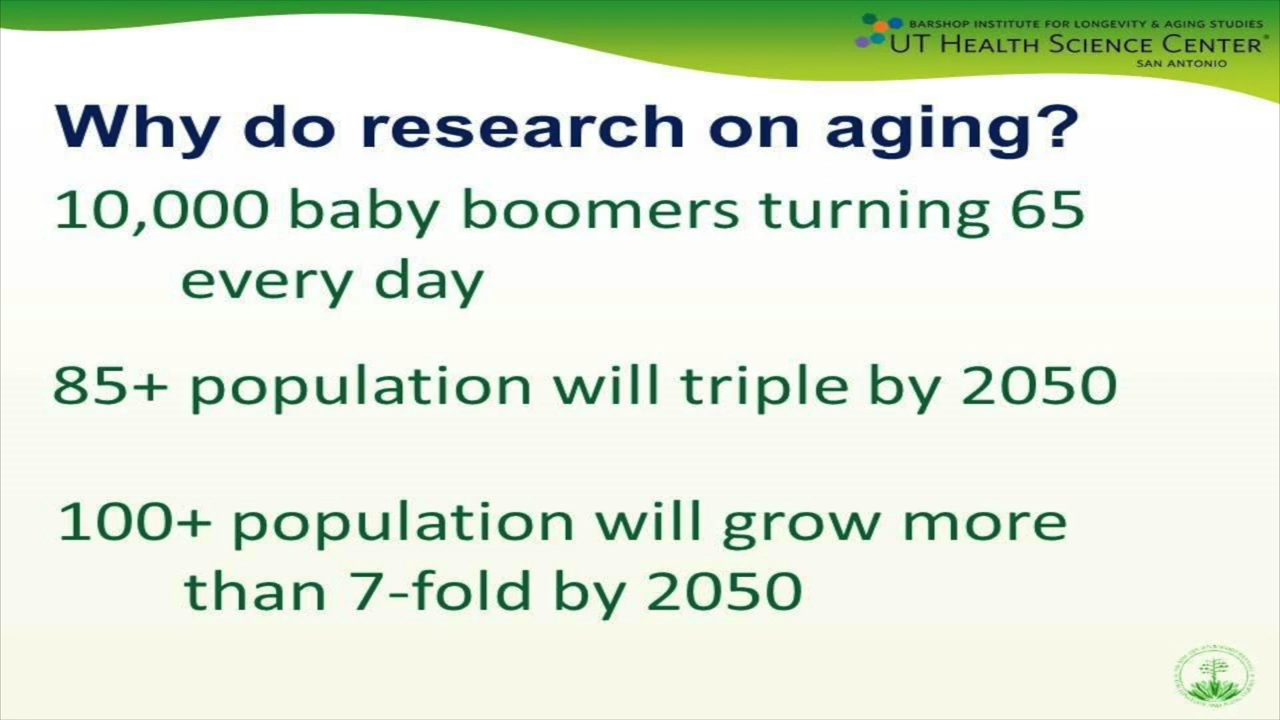 BARSHOP INSTITUTE FOR LONGEVITY & AGING STUDIES
UT HEALTH SCIENCE CENTER®
SAN ANTONIO
Why do research on aging?
10,000 baby boomers turning 65
every day
85+ population will triple by 2050
100+ population will grow more
than 7-fold by 2050